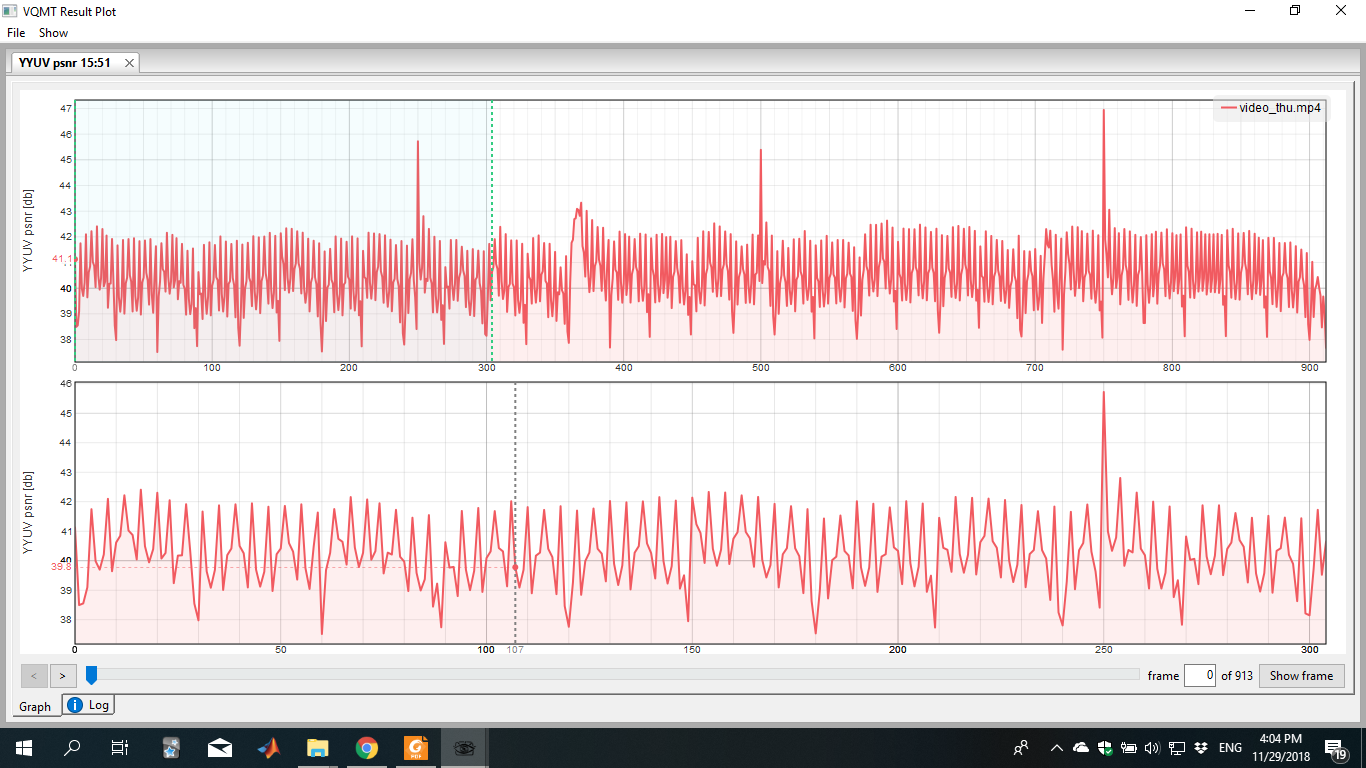 VQMT Result Plot
File Show
YYUV psnr 15:51
YYUV psnr [db]
47
46
45
44
43
42
41.1
40
39
38
video_thu.mp4
0 100 200 300 400 500 600 700 800 900
YYUV psnr [db]
46
45
44
43
42
41
40
39.8
39
38
0 50 100 107 150 200 250 300
< > frame 0 of 913 Show frame
Graph Log
ENG
4:04 PM
11/29/2018
19